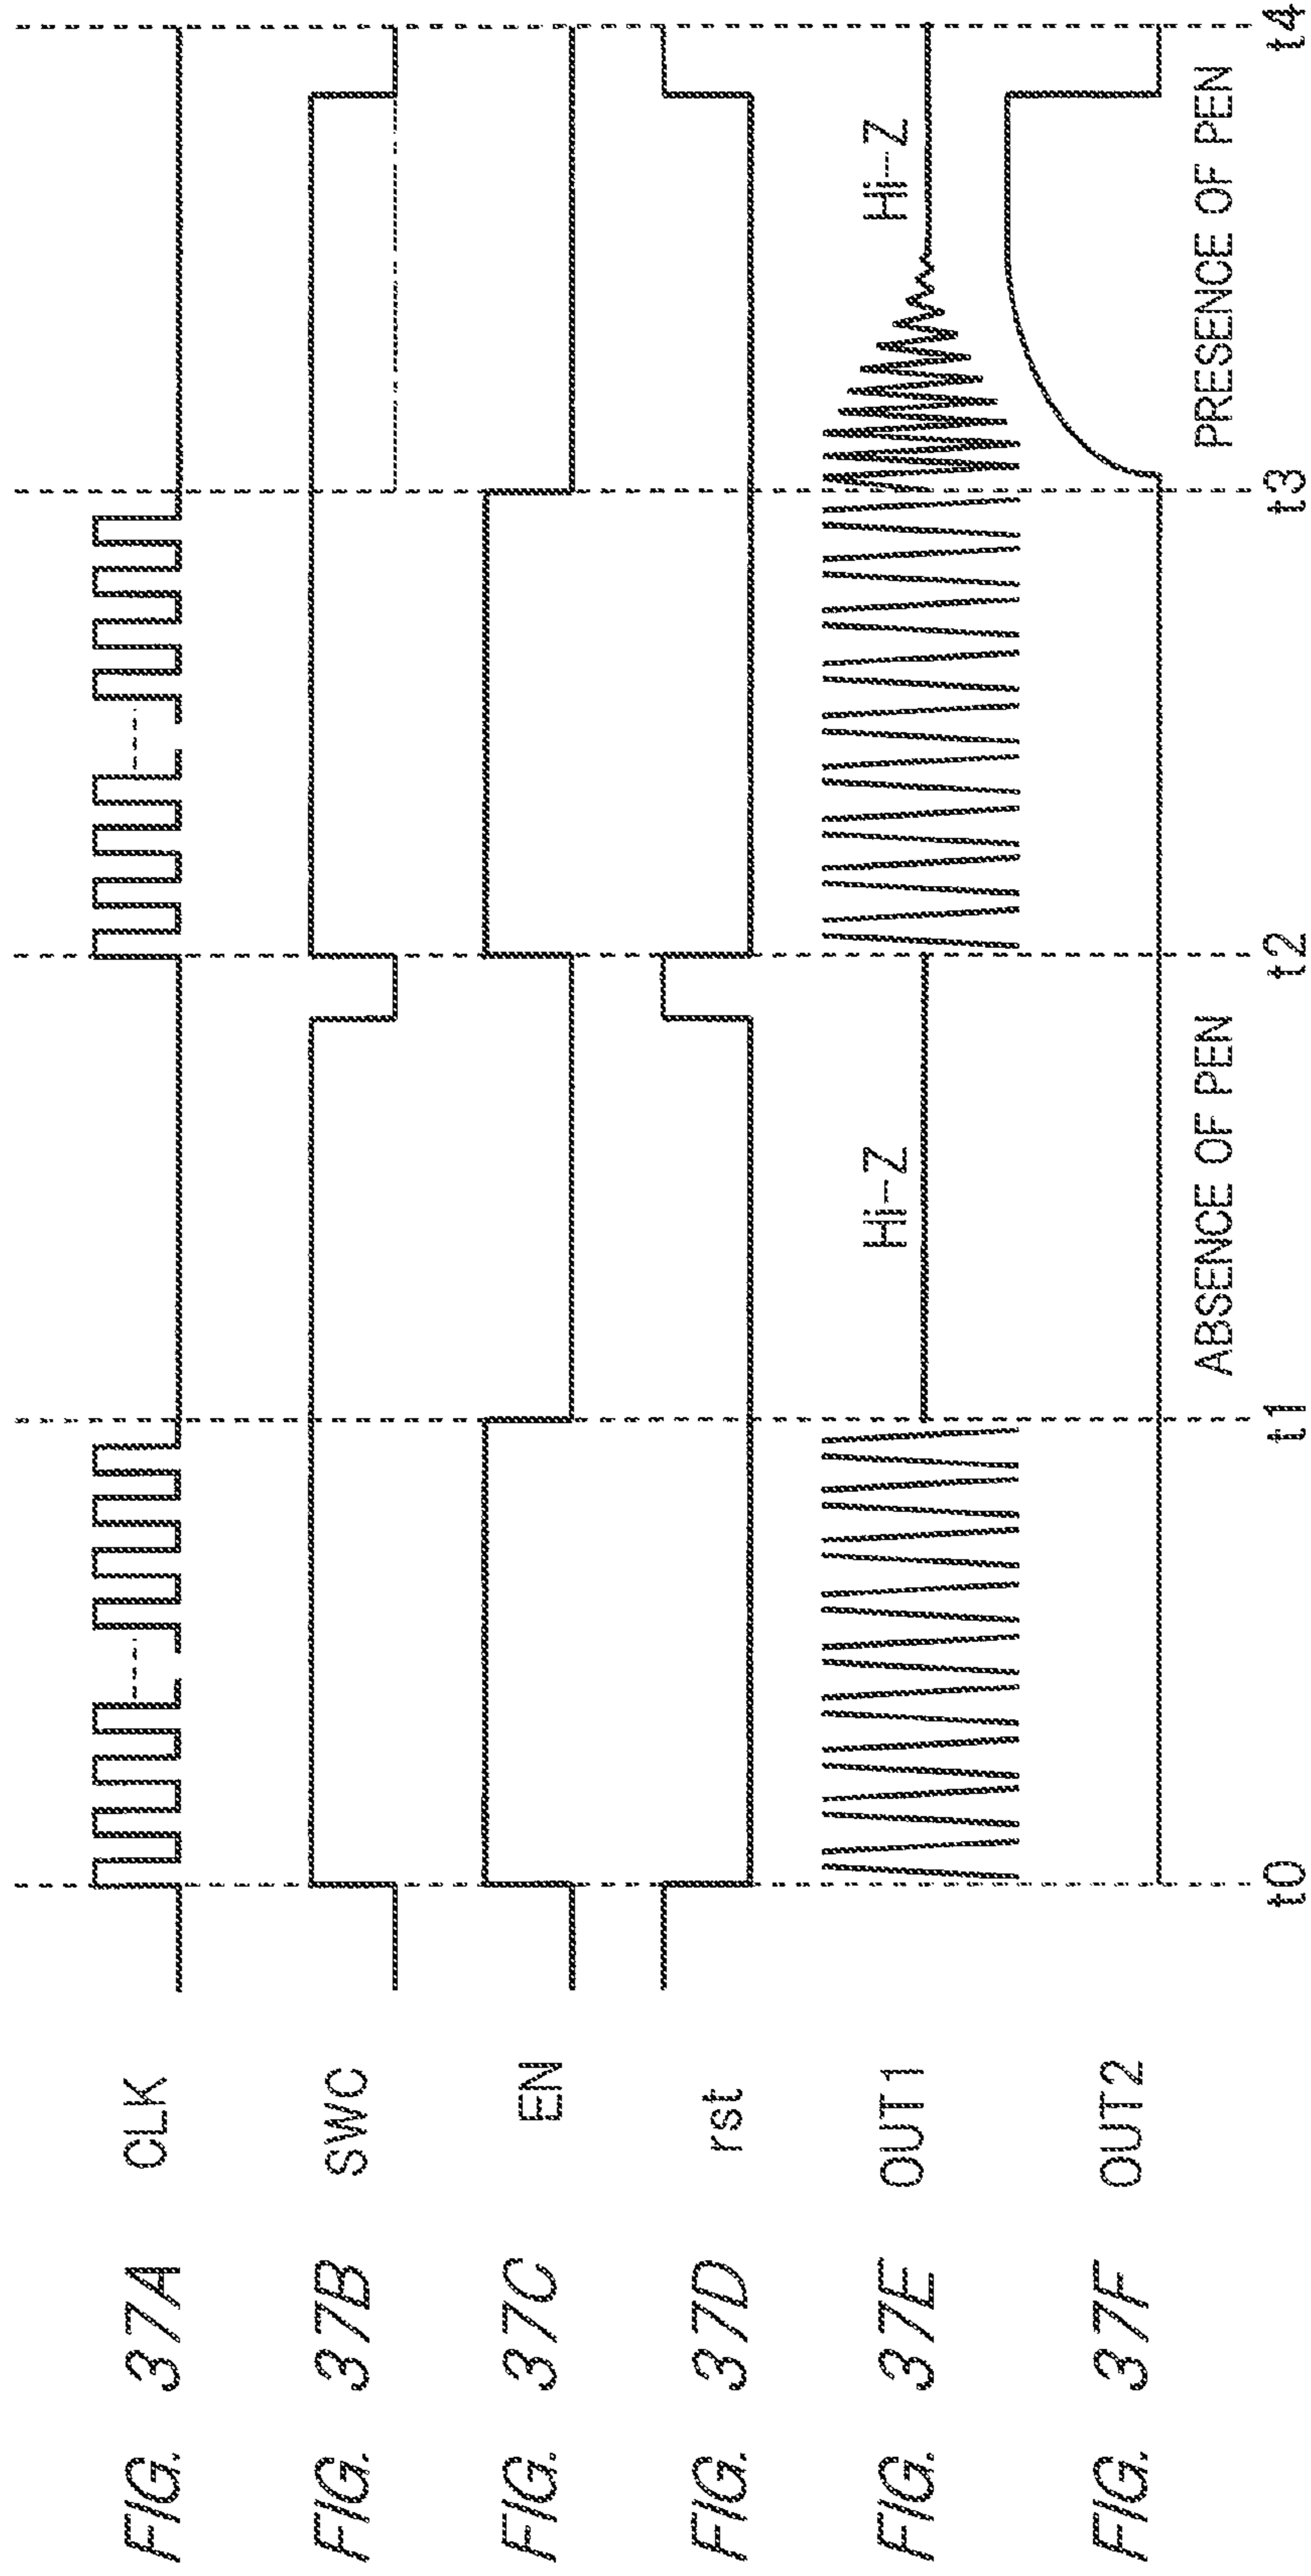 FIG. 37A CLK
FIG. 37B SWC
FIG. 37C EN
FIG. 37D rst
FIG. 37E OUT1
Hi-Z
Hi-Z
FIG. 37F OUT2
ABSENCE OF PEN
PRESENCE OF PEN
t0
t1
t2
t3
t4